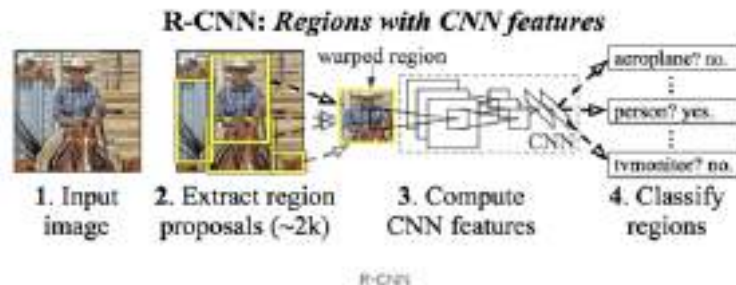 R-CNN: Regions with CNN features
warped region
aeroplane? no.
person? yes.
tvmonitor? no.
CNN
1. Input
image
2. Extract region
proposals (~2k)
3. Compute
CNN features
4. Classify
regions
R-CNN